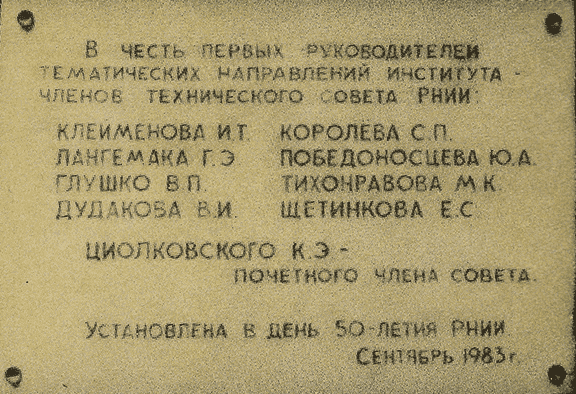 В ЧЕСТЬ ПЕРВЫХ РУКОВОДИТЕЛЕЙ
ТЕМАТИЧЕСКИХ НАПРАВЛЕНИЙ ИНСТИТУТА -
ЧЛЕНОВ ТЕХНИЧЕСКОГО СОВЕТА РНИИ:
КЛЕЙМЕНОВА И.Т. КОРОЛЁВА С.П.
ЛАНГЕМАКА Г.Э ПОБЕДОНОСЦЕВА Ю.А.
ГЛУШКО В.П. ТИХОНРАВОВА М К.
ДУДАКОВА В.И. ЩЕТИНКОВА Е.С
ЦИОЛКОВСКОГО К.Э -
ПОЧЕТНОГО ЧЛЕНА СОВЕТА.
УСТАНОВЛЕНА В ДЕНЬ 50-ЛЕТИЯ РНИИ
СЕНТЯБРЬ 1983г.